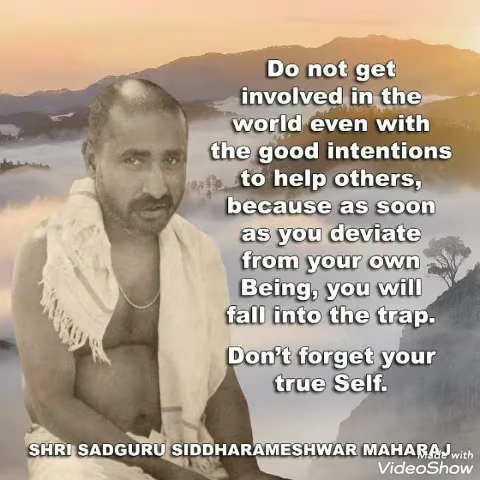 Do not get
involved in the
world even with
the good intentions
to help others,
because as soon
as you deviate
from your own
Being, you will
fall into the trap.
Don't forget your
true Self.
SHRI SADGURU SIDDHARAMESHWAR MAHARAJ
Made with
VideoShow